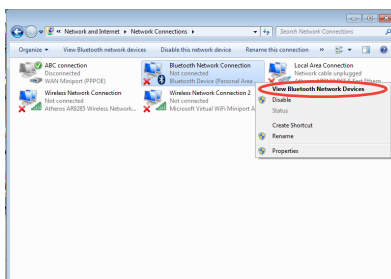 « Network and Internet ▸ Network Connections ▸
Search Network Connections
Organize ▾ View Bluetooth network devices Disable this network device Rename this connection »
ABC connection
Disconnected
WAN Miniport (PPPOE)
Bluetooth Network Connection
Not connected
Bluetooth Device (Personal Area ...
Local Area Connection
Network cable unplugged
Wireless Network Connection
Not connected
Atheros AR9285 Wireless Network...
Wireless Network Connection 2
Not connected
Microsoft Virtual WiFi Miniport A
View Bluetooth Network Devices
Disable
Status
Create Shortcut
Rename
Properties